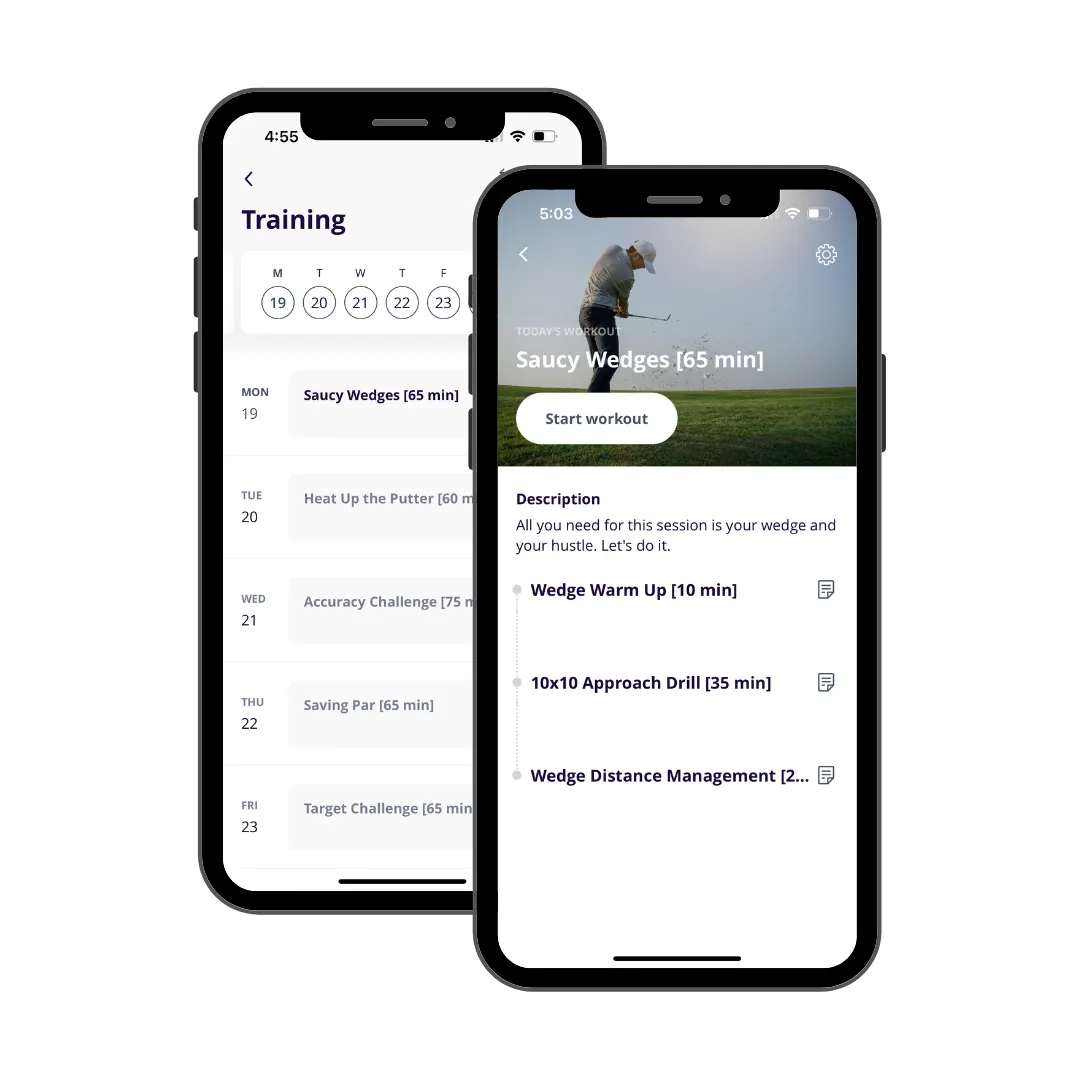 4:55
Training
M T W T F
19 20 21 22 23
MON
19
Saucy Wedges [65 min]
TUE
20
Heat Up the Putter [60 m
WED
21
Accuracy Challenge [75 m
THU
22
Saving Par [65 min]
FRI
23
Target Challenge [65 min
5:03
TODAY'S WORKOUT
Saucy Wedges [65 min]
Start workout
Description
All you need for this session is your wedge and
your hustle. Let's do it.
Wedge Warm Up [10 min]
10x10 Approach Drill [35 min]
Wedge Distance Management [2...